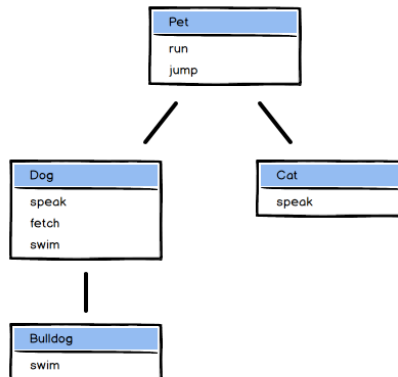 Pet
run
jump
Dog
speak
fetch
swim
Cat
speak
Bulldog
swim